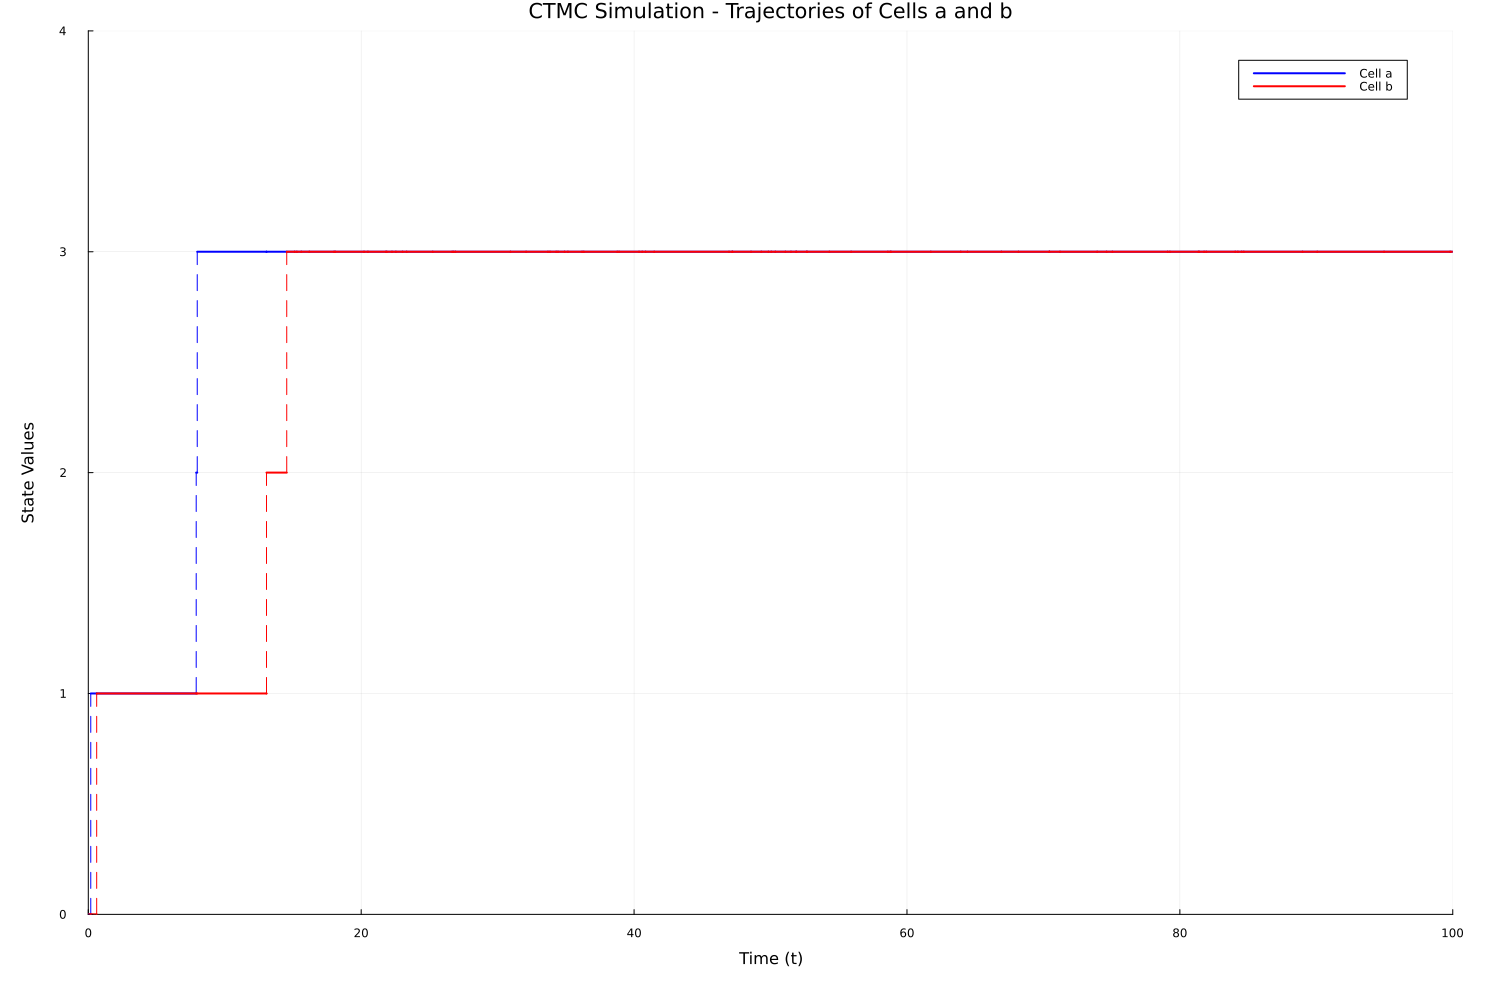 CTMC Simulation - Trajectories of Cells a and b
4
Cell a
Cell b
3
State Values
2
1
0
0 20 40 60 80 100
Time (t)